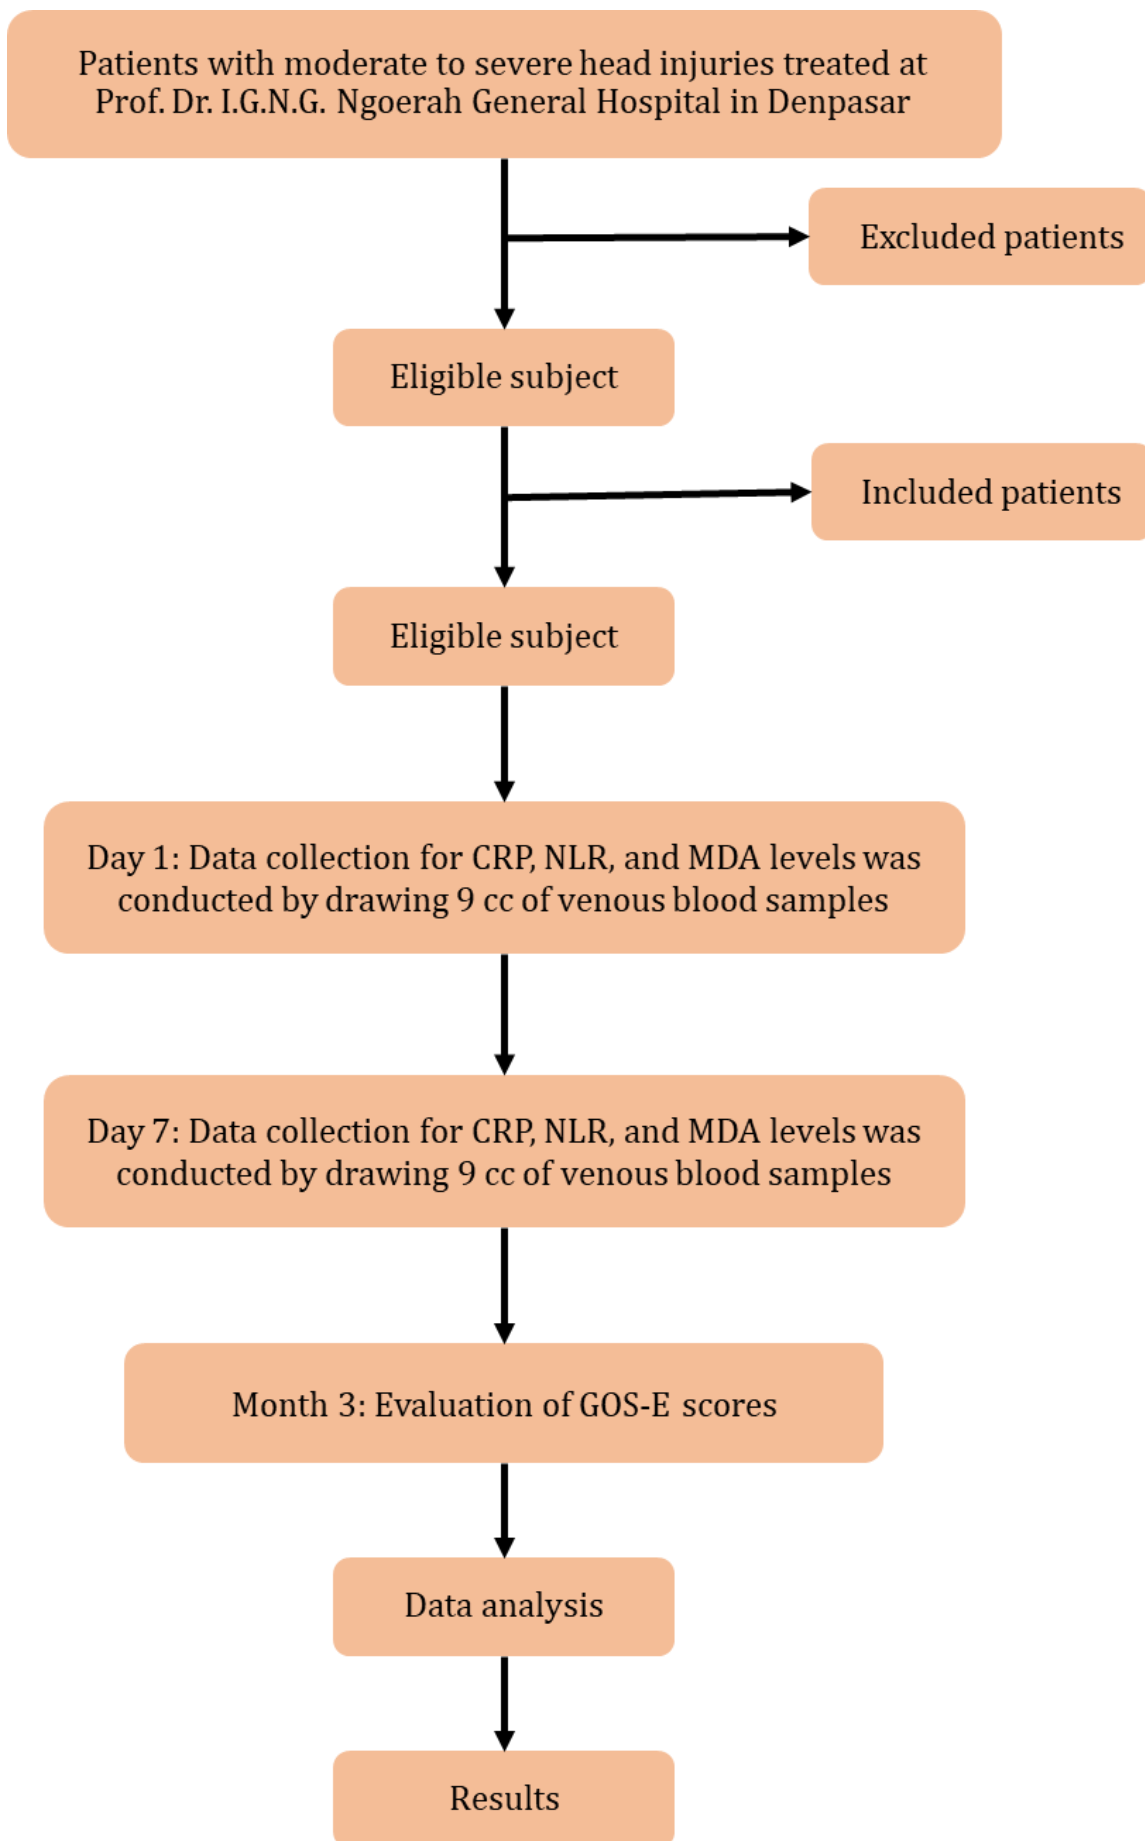 Patients with moderate to severe head injuries treated at
Prof. Dr. I.G.N.G. Ngoerah General Hospital in Denpasar
Excluded patients
Eligible subject
Included patients
Eligible subject
Day 1: Data collection for CRP, NLR, and MDA levels was
conducted by drawing 9 cc of venous blood samples
Day 7: Data collection for CRP, NLR, and MDA levels was
conducted by drawing 9 cc of venous blood samples
Month 3: Evaluation of GOS-E scores
Data analysis
Results